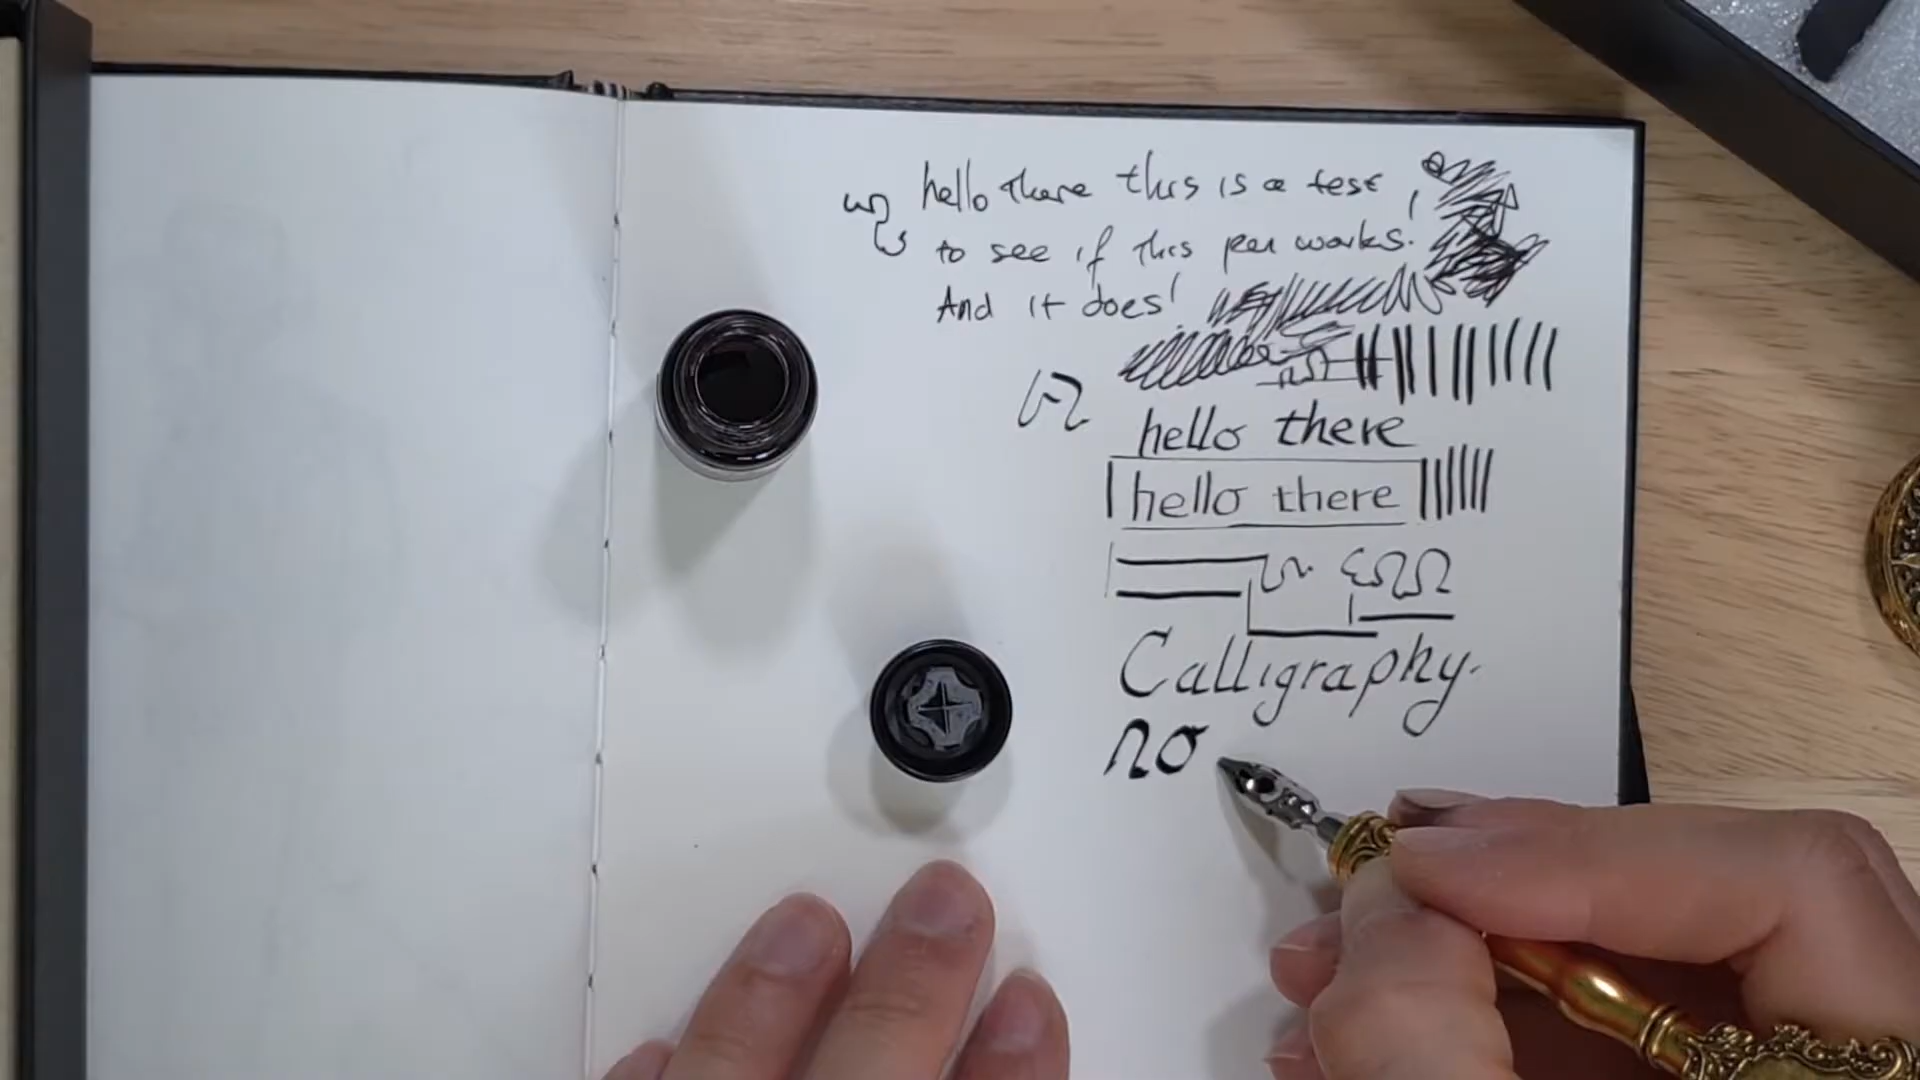 hello there this is a test
to see if this pen works!
And it does!
hello there
hello there
Calligraphy.
no